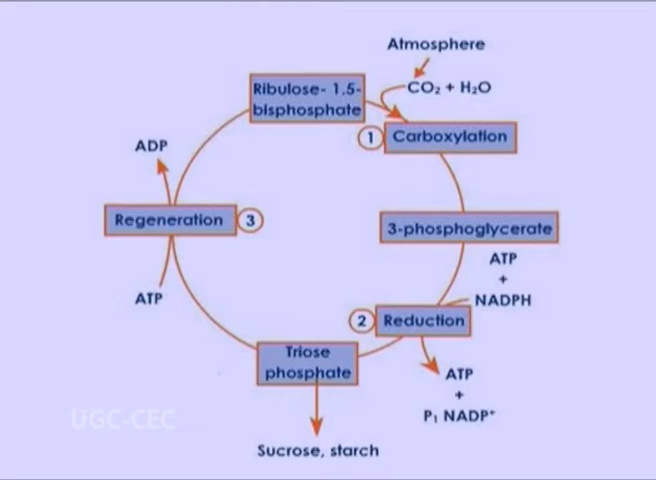 Atmosphere
CO₂ + H₂O
Ribulose- 1,5-
bisphosphate
1 Carboxylation
ADP
Regeneration 3
3-phosphoglycerate
ATP
+
NADPH
ATP
2 Reduction
Triose
phosphate
ATP
+
P₁ NADP⁺
UGC-CEC
Sucrose, starch